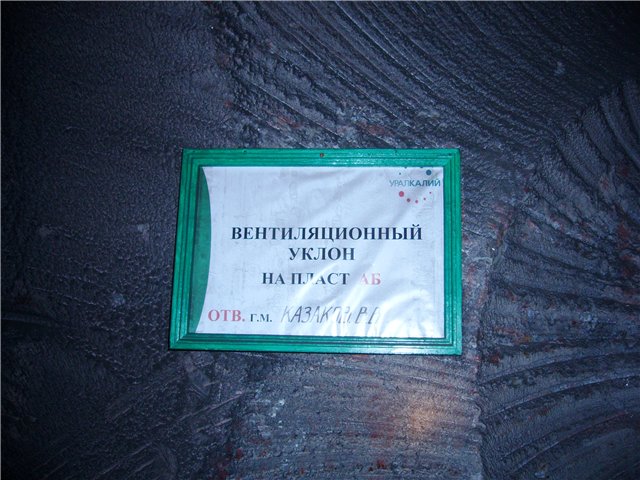 УРАЛКАЛИЙ
ВЕНТИЛЯЦИОННЫЙ
УКЛОН
НА ПЛАСТ АБ
ОТВ. Г.М.